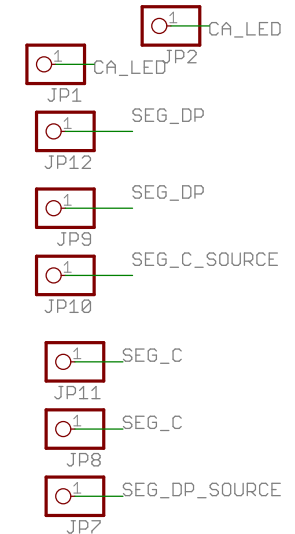 1 CA_LED
JP2
1 CA_LED
JP1
1 SEG_DP
JP12
1 SEG_DP
JP9
1 SEG_C_SOURCE
JP10
1 SEG_C
JP11
1 SEG_C
JP8
1 SEG_DP_SOURCE
JP7